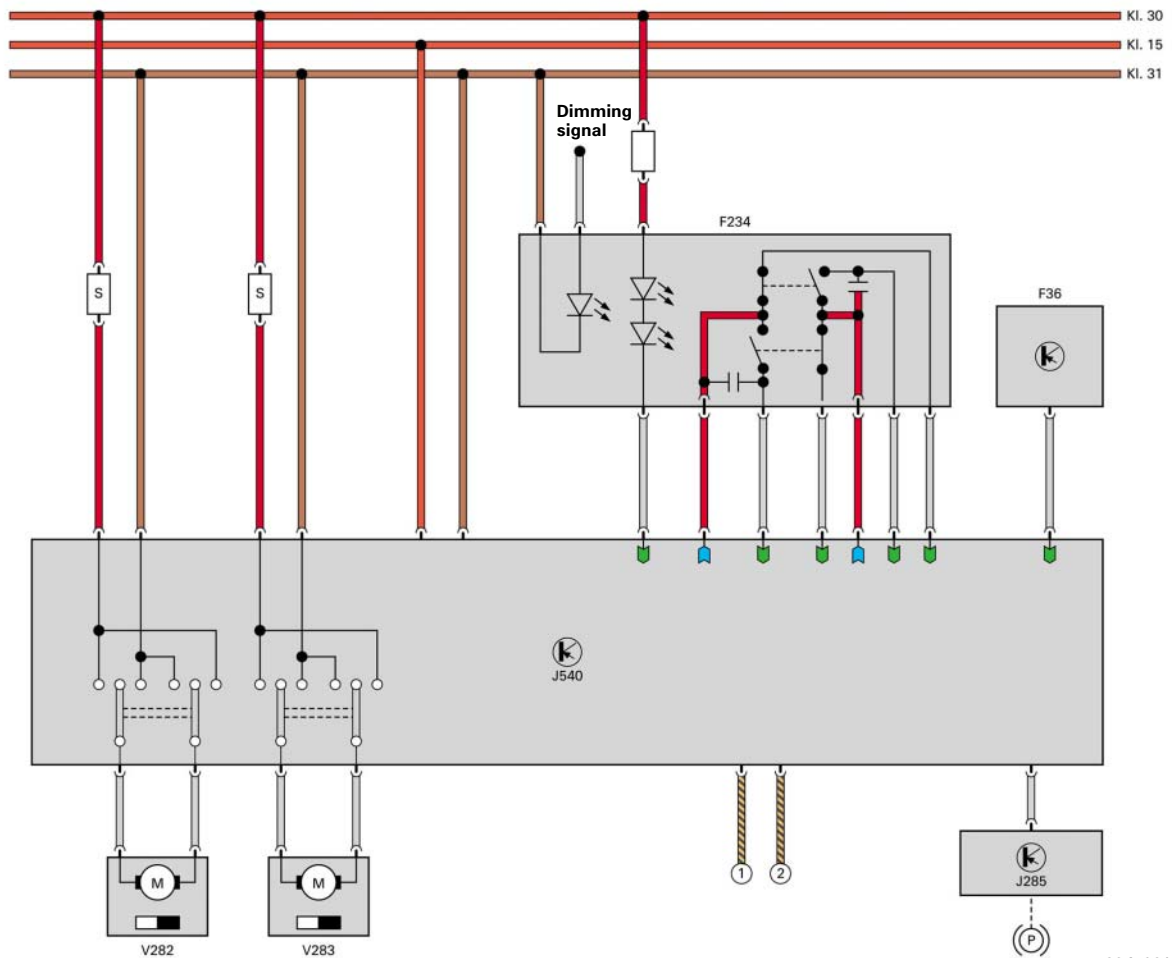 Kl. 30
Kl. 15
Kl. 31
Dimming
signal
F234
F36
S
S
J540
M
M
1
2
J285
P
V282
V283